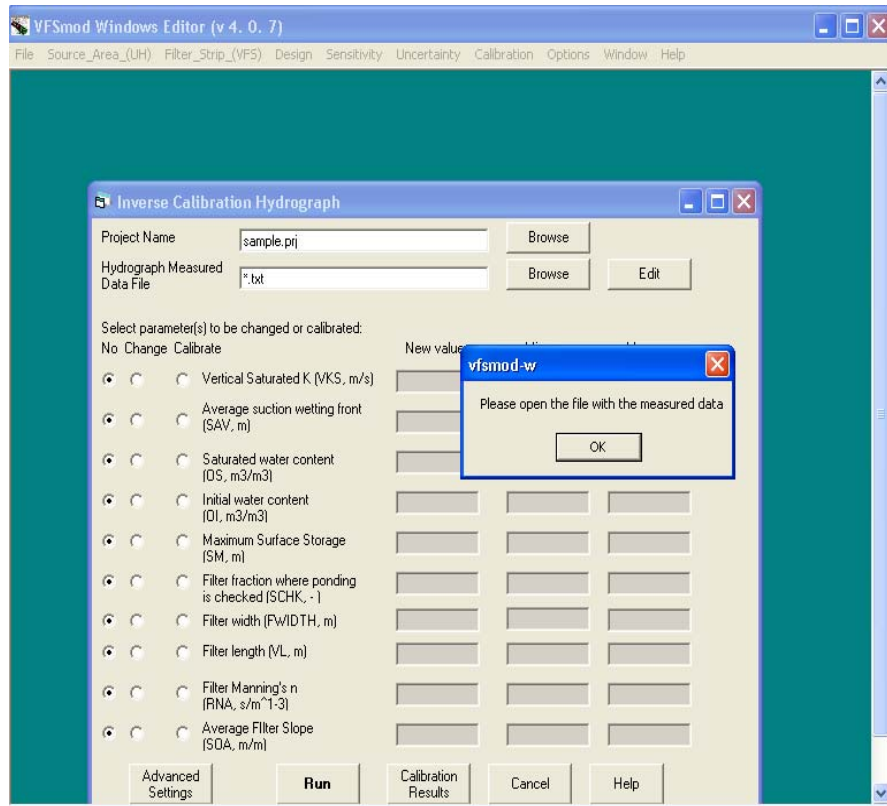 VFSmod Windows Editor (v 4. 0. 7)
File Source_Area_(UH) Filter_Strip_(VFS) Design Sensitivity Uncertainty Calibration Options Window Help
Inverse Calibration Hydrograph
Project Name sample.prj Browse
Hydrograph Measured
Data File *.txt Browse Edit
Select parameter(s) to be changed or calibrated:
No Change Calibrate New value
vfsmod-w
Please open the file with the measured data
OK
Vertical Saturated K (VKS, m/s)
Average suction wetting front
(SAV, m)
Saturated water content
(OS, m3/m3)
Initial water content
(OI, m3/m3)
Maximum Surface Storage
(SM, m)
Filter fraction where ponding
is checked (SCHK, - )
Filter width (FWIDTH, m)
Filter length (VL, m)
Filter Manning's n
(RNA, s/m^1-3)
Average FIlter Slope
(SOA, m/m)
Advanced
Settings
Run
Calibration
Results
Cancel
Help